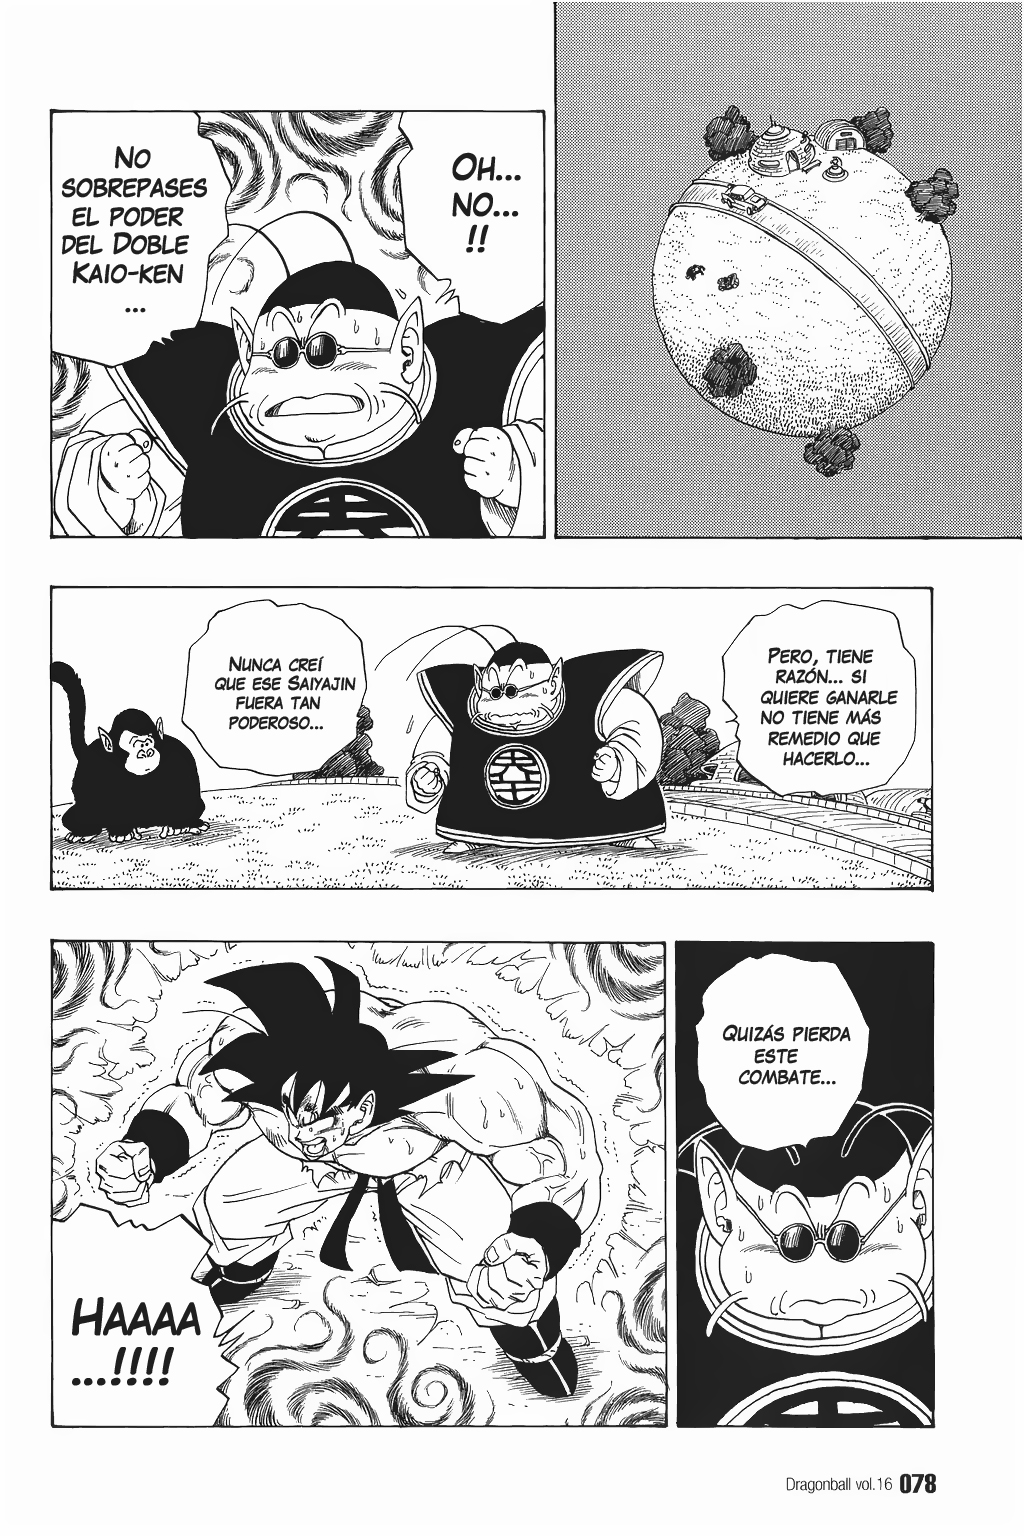 OH...
NO...
!!
NO
SOBREPASES
EL PODER
DEL DOBLE
KAIO-KEN
...
PERO, TIENE
RAZÓN... SI
QUIERE GANARLE
NO TIENE MÁS
REMEDIO QUE
HACERLO...
NUNCA CREÍ
QUE ESE SAIYAJIN
FUERA TAN
PODEROSO...
QUIZÁS PIERDA
ESTE
COMBATE...
HAAAA
...!!!!
Dragonball vol.16 078